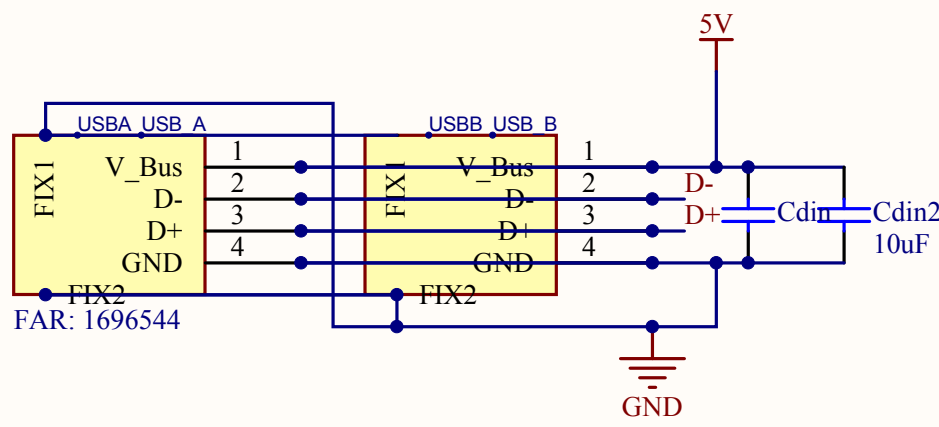 5V
USBA USB_A
USBB USB_B
FIX1
V_Bus 1
D- 2
D+ 3
GND 4
FIX2
FAR: 1696544
FIX1
V_Bus 1
D- 2
D+ 3
GND 4
FIX2
D-
D+
Cdin
Cdin2
10uF
GND